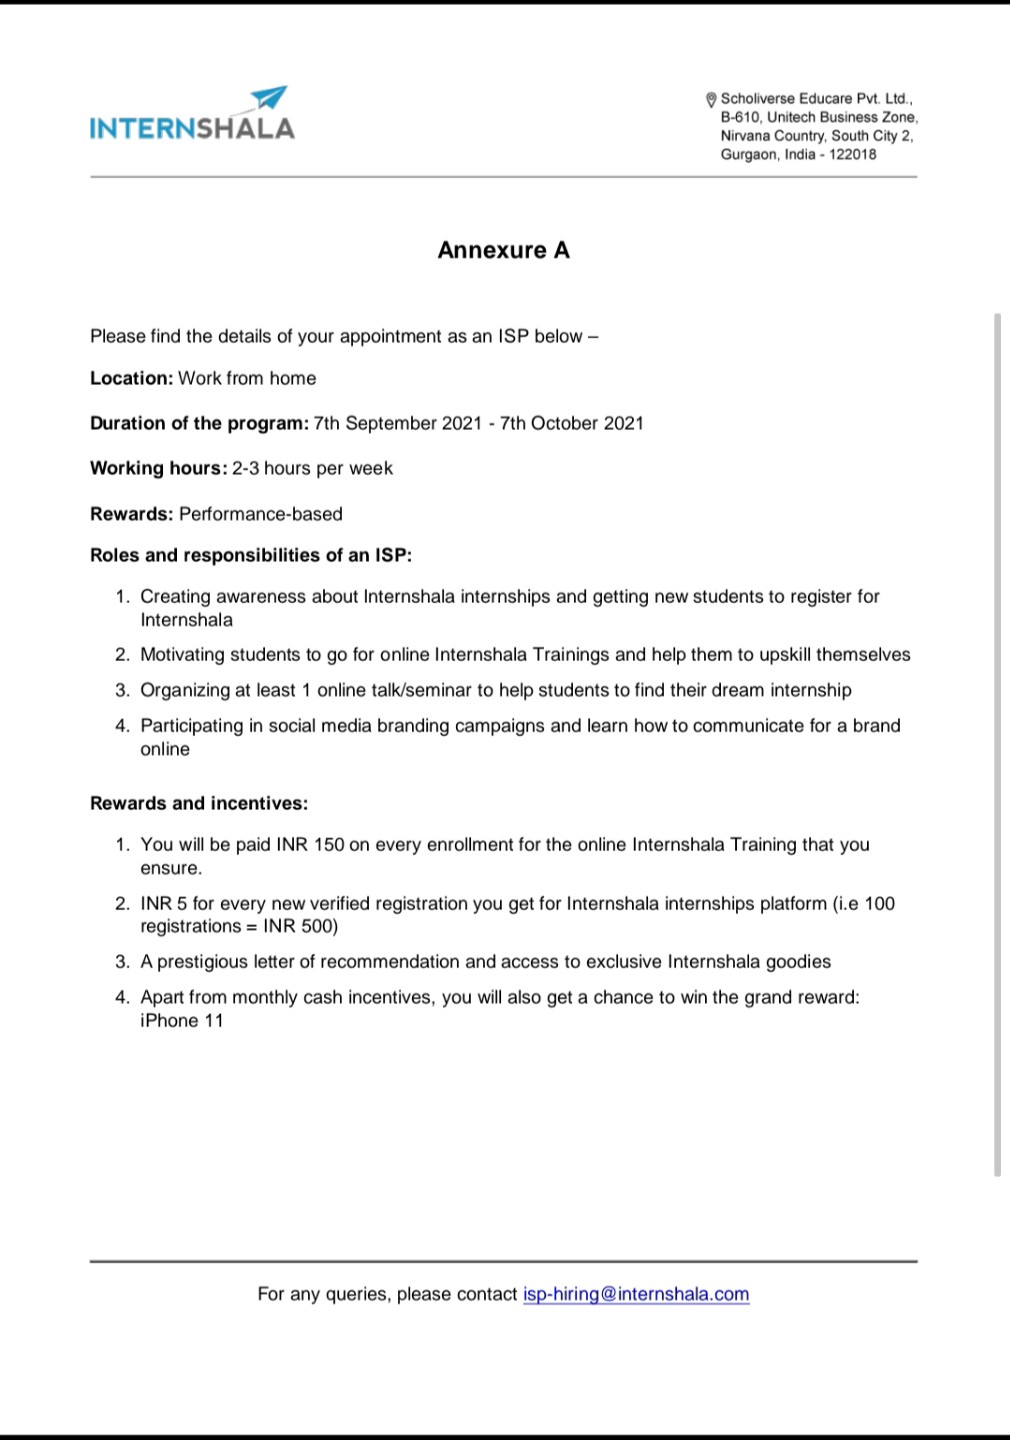 INTERNSHALA
Scholiverse Educare Pvt. Ltd.,
B-610, Unitech Business Zone,
Nirvana Country, South City 2,
Gurgaon, India - 122018
Annexure A
Please find the details of your appointment as an ISP below –
Location: Work from home
Duration of the program: 7th September 2021 - 7th October 2021
Working hours: 2-3 hours per week
Rewards: Performance-based
Roles and responsibilities of an ISP:
1. Creating awareness about Internshala internships and getting new students to register for
Internshala
2. Motivating students to go for online Internshala Trainings and help them to upskill themselves
3. Organizing at least 1 online talk/seminar to help students to find their dream internship
4. Participating in social media branding campaigns and learn how to communicate for a brand
online
Rewards and incentives:
1. You will be paid INR 150 on every enrollment for the online Internshala Training that you
ensure.
2. INR 5 for every new verified registration you get for Internshala internships platform (i.e 100
registrations = INR 500)
3. A prestigious letter of recommendation and access to exclusive Internshala goodies
4. Apart from monthly cash incentives, you will also get a chance to win the grand reward:
iPhone 11
For any queries, please contact isp-hiring@internshala.com